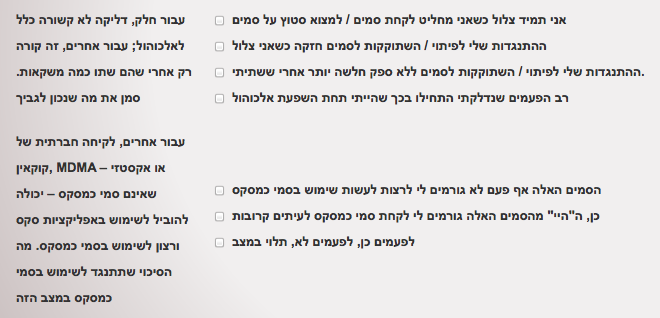 עבור חלק, דליקה לא קשורה כלל
לאלכוהול; עבור אחרים, זה קורה
רק אחרי שהם שתו כמה משקאות.
סמן את מה שנכון לגביך
אני תמיד צלול כשאני מחליט לקחת סמים / למצוא סטוץ על סמים
ההתנגדות שלי לפיתוי / השתוקקות לסמים חזקה כשאני צלול
ההתנגדות שלי לפיתוי / השתוקקות לסמים ללא ספק חלשה יותר אחרי ששתיתי.
רב הפעמים שנדלקתי התחילו בכך שהייתי תחת השפעת אלכוהול
עבור אחרים, לקיחה חברתית של
קוקאין, MDMA – או אקסטזי
שאינם סמי כמסקס – יכולה
להוביל לשימוש באפליקציות סקס
ורצון לשימוש בסמי כמסקס. מה
הסיכוי שתתנגד לשימוש בסמי
כמסקס במצב הזה
הסמים האלה אף פעם לא גורמים לי לרצות לעשות שימוש בסמי כמסקס
כן, ה"היי" מהסמים האלה גורמים לי לקחת סמי כמסקס לעיתים קרובות
לפעמים כן, לפעמים לא, תלוי במצב